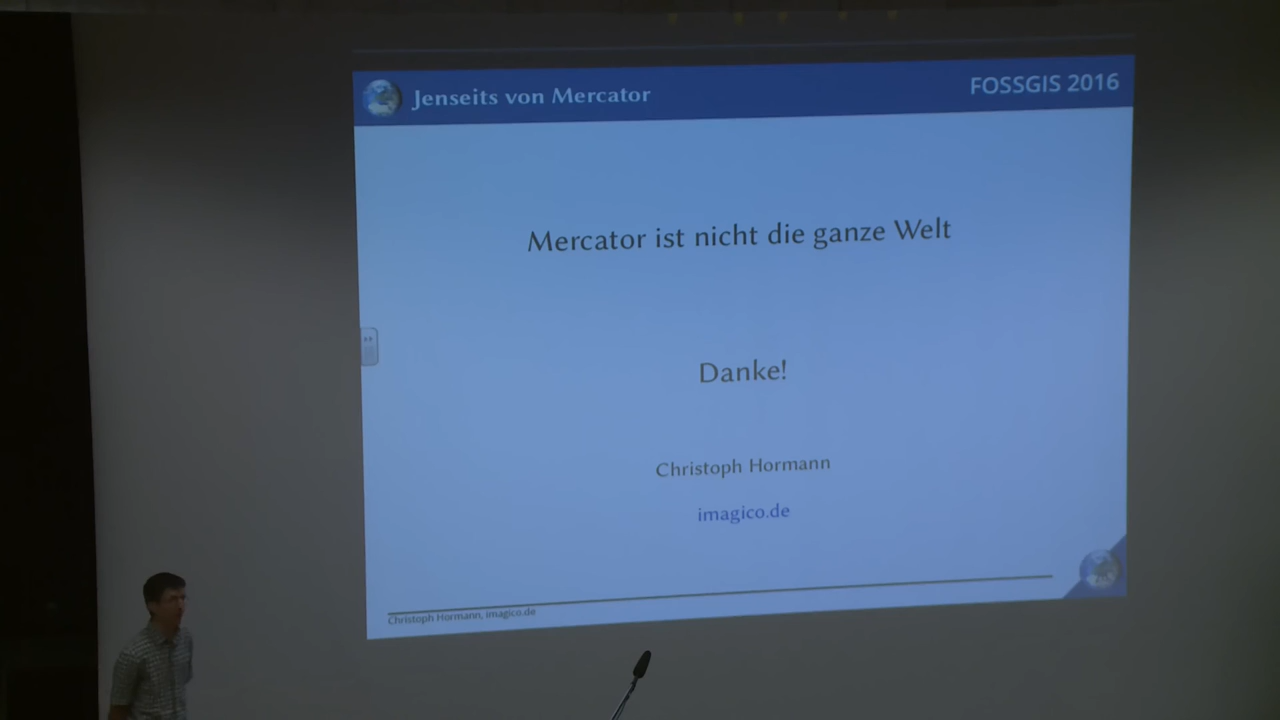 Jenseits von Mercator
FOSSGIS 2016
Mercator ist nicht die ganze Welt
Danke!
Christoph Hormann
imagico.de
Christoph Hormann, imagico.de